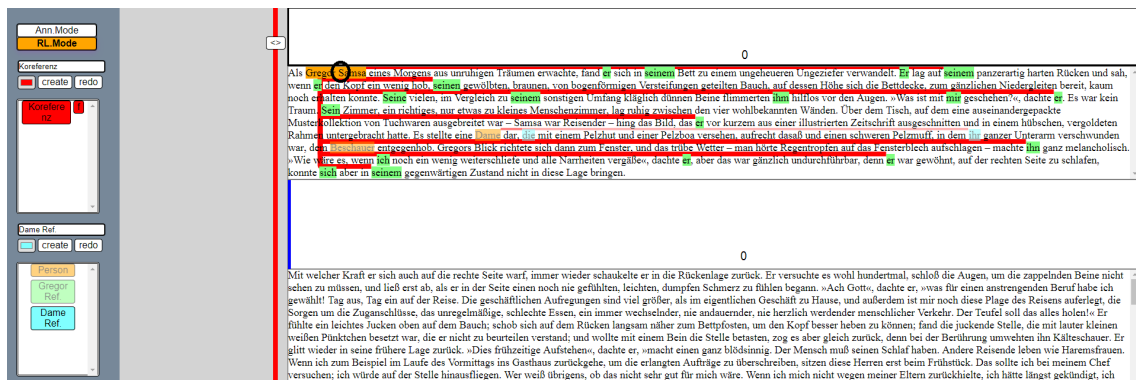 Ann.Mode
RL.Mode
Koreferenz
create redo
Korefere
nz
f
Dame Ref.
create redo
Person
Gregor
Ref.
Dame
Ref.
<>
0
Als Gregor Samsa eines Morgens aus unruhigen Träumen erwachte, fand er sich in seinem Bett zu einem ungeheueren Ungeziefer verwandelt. Er lag auf seinem panzerartig harten Rücken und sah,
wenn er den Kopf ein wenig hob, seinen gewölbten, braunen, von bogenförmigen Versteifungen geteilten Bauch, auf dessen Höhe sich die Bettdecke, zum gänzlichen Niedergleiten bereit, kaum
noch erhalten konnte. Seine vielen, im Vergleich zu seinem sonstigen Umfang kläglich dünnen Beine flimmerten ihm hilflos vor den Augen. »Was ist mit mir geschehen?«, dachte er. Es war kein
Traum. Sein Zimmer, ein richtiges, nur etwas zu kleines Menschenzimmer, lag ruhig zwischen den vier wohlbekannten Wänden. Über dem Tisch, auf dem eine auseinandergepackte
Musterkollektion von Tuchwaren ausgebreitet war – Samsa war Reisender – hing das Bild, das er vor kurzem aus einer illustrierten Zeitschrift ausgeschnitten und in einem hübschen, vergoldeten
Rahmen untergebracht hatte. Es stellte eine Dame dar, die mit einem Pelzhut und einer Pelzboa versehen, aufrecht dasaß und einen schweren Pelzmuff, in dem ihr ganzer Unterarm verschwunden
war, dem Beschauer entgegenhob. Gregors Blick richtete sich dann zum Fenster, und das trübe Wetter – man hörte Regentropfen auf das Fensterblech aufschlagen – machte ihn ganz melancholisch.
»Wie wäre es, wenn ich noch ein wenig weiterschliefe und alle Narrheiten vergäße«, dachte er, aber das war gänzlich undurchführbar, denn er war gewöhnt, auf der rechten Seite zu schlafen,
konnte sich aber in seinem gegenwärtigen Zustand nicht in diese Lage bringen.
0
Mit welcher Kraft er sich auch auf die rechte Seite warf, immer wieder schaukelte er in die Rückenlage zurück. Er versuchte es wohl hundertmal, schloß die Augen, um die zappelnden Beine nicht
sehen zu müssen, und ließ erst ab, als er in der Seite einen noch nie gefühlten, leichten, dumpfen Schmerz zu fühlen begann. »Ach Gott«, dachte er, »was für einen anstrengenden Beruf habe ich
gewählt! Tag aus, Tag ein auf der Reise. Die geschäftlichen Aufregungen sind viel größer, als im eigentlichen Geschäft zu Hause, und außerdem ist mir noch diese Plage des Reisens auferlegt, die
Sorgen um die Zuganschlüsse, das unregelmäßige, schlechte Essen, ein immer wechselnder, nie andauernder, nie herzlich werdender menschlicher Verkehr. Der Teufel soll das alles holen!« Er
fühlte ein leichtes Jucken oben auf dem Bauch; schob sich auf dem Rücken langsam näher zum Bettpfosten, um den Kopf besser heben zu können; fand die juckende Stelle, die mit lauter kleinen
weißen Pünktchen besetzt war, die er nicht zu beurteilen verstand; und wollte mit einem Bein die Stelle betasten, zog es aber gleich zurück, denn bei der Berührung umwehten ihn Kälteschauer. Er
glitt wieder in seine frühere Lage zurück. »Dies frühzeitige Aufstehen«, dachte er, »macht einen ganz blödsinnig. Der Mensch muß seinen Schlaf haben. Andere Reisende leben wie Haremsfrauen.
Wenn ich zum Beispiel im Laufe des Vormittags ins Gasthaus zurückgehe, um die erlangten Aufträge zu überschreiben, sitzen diese Herren erst beim Frühstück. Das sollte ich bei meinem Chef
versuchen; ich würde auf der Stelle hinausfliegen. Wer weiß übrigens, ob das nicht sehr gut für mich wäre. Wenn ich mich nicht wegen meiner Eltern zurückhielte, ich hätte längst gekündigt, ich